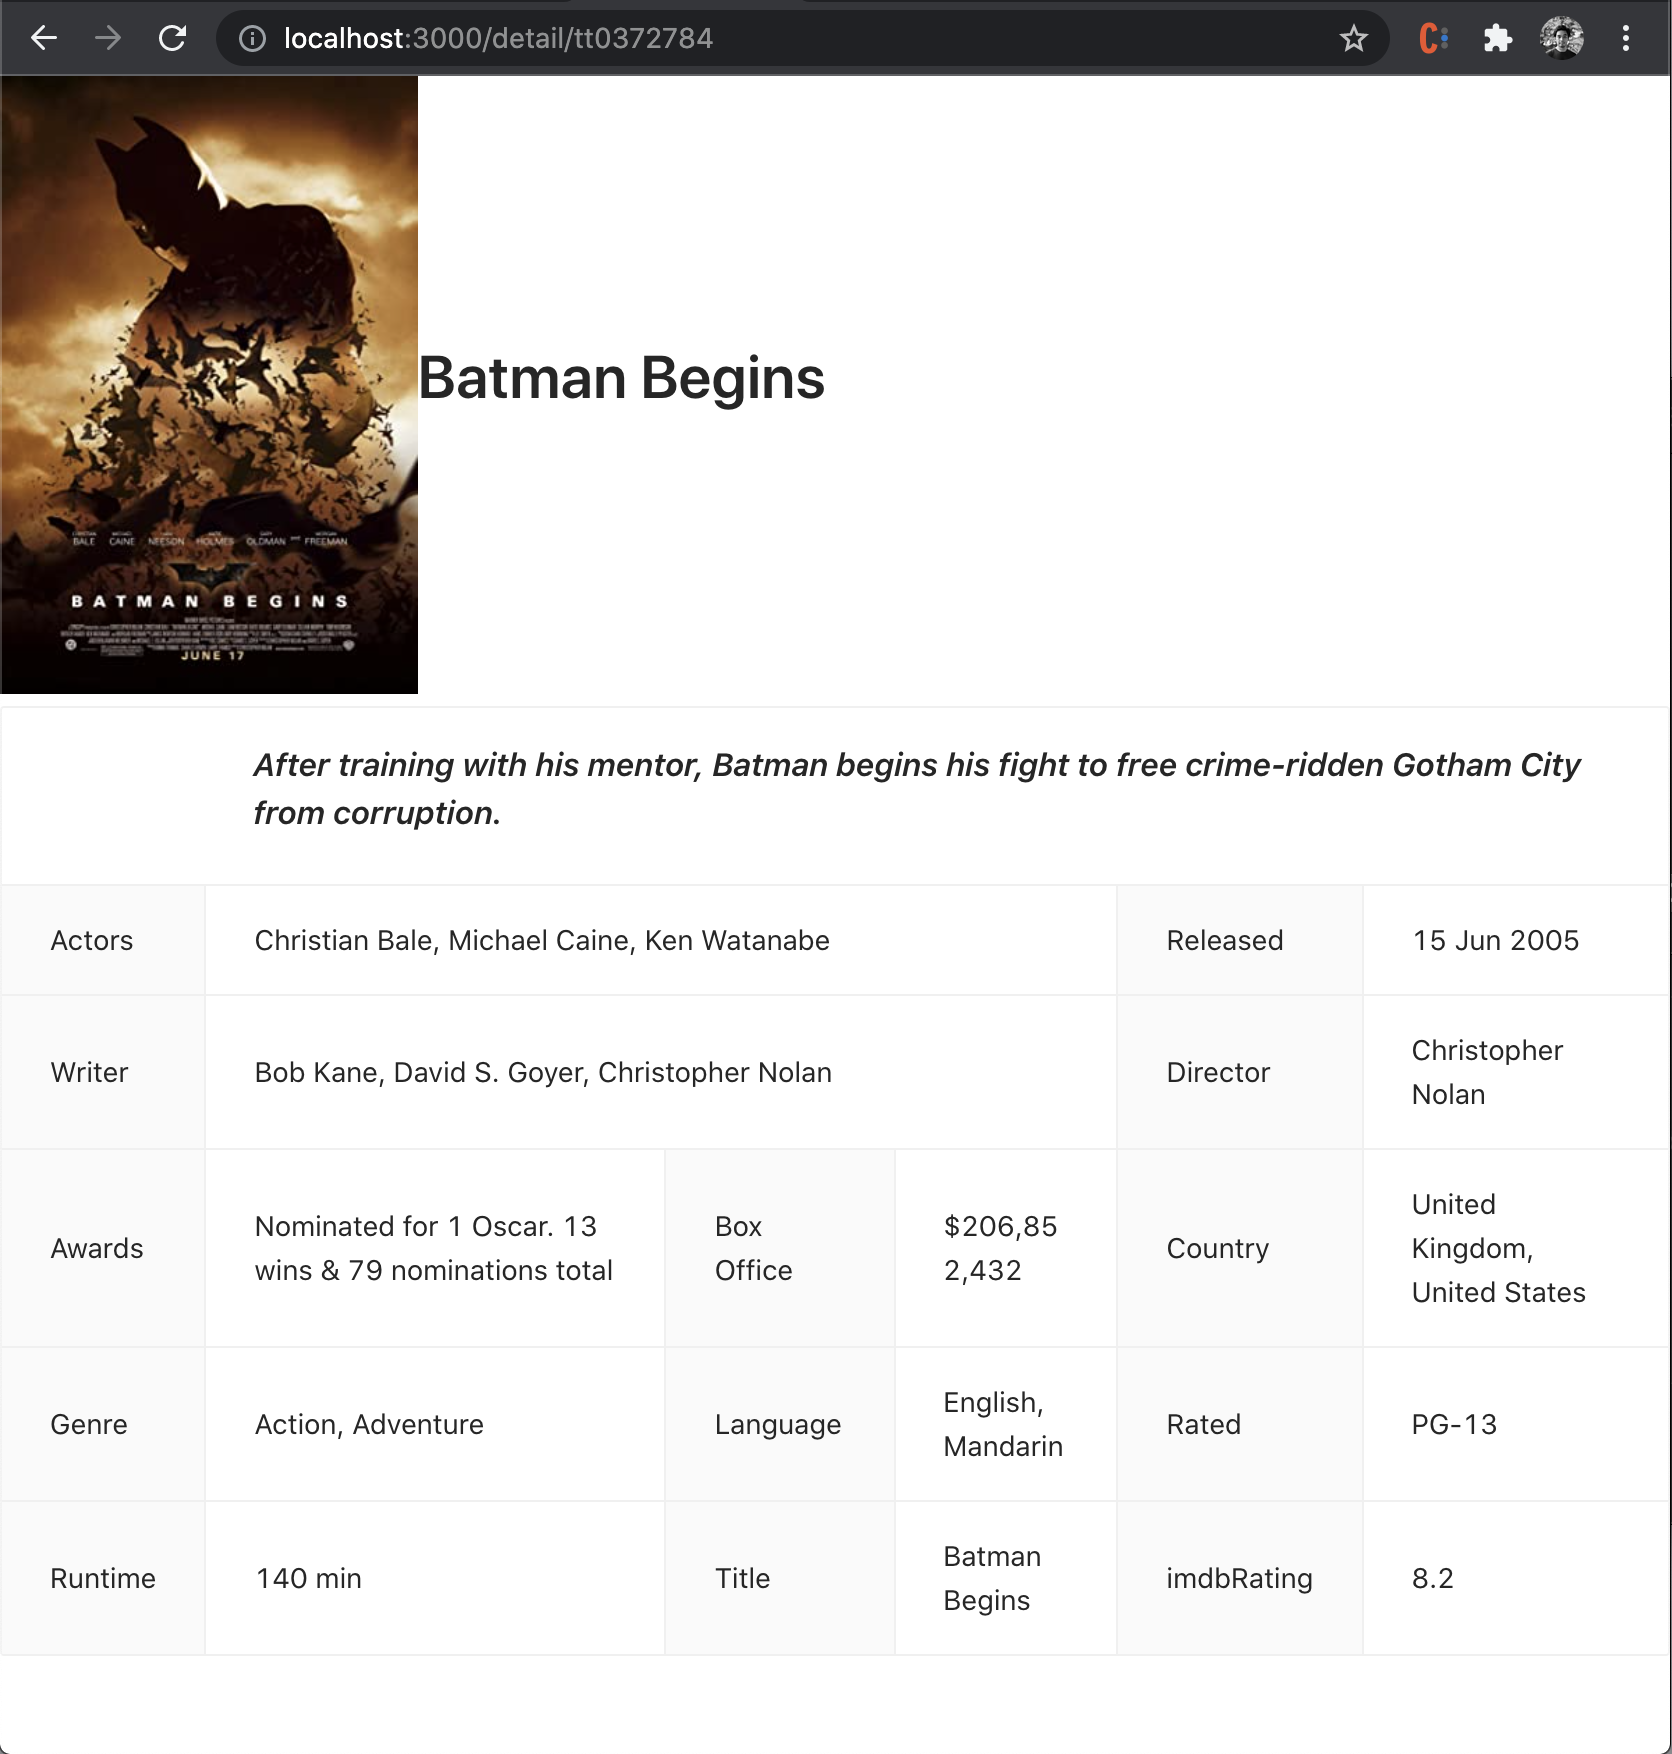 localhost:3000/detail/tt0372784
BALE CAINE NEESON HOLMES OLDMAN and FREEMAN
BATMAN BEGINS
JUNE 17
Batman Begins
After training with his mentor, Batman begins his fight to free crime-ridden Gotham City
from corruption.
Actors
Christian Bale, Michael Caine, Ken Watanabe
Released
15 Jun 2005
Writer
Bob Kane, David S. Goyer, Christopher Nolan
Director
Christopher
Nolan
Awards
Nominated for 1 Oscar. 13
wins & 79 nominations total
Box
Office
$206,85
2,432
Country
United
Kingdom,
United States
Genre
Action, Adventure
Language
English,
Mandarin
Rated
PG-13
Runtime
140 min
Title
Batman
Begins
imdbRating
8.2